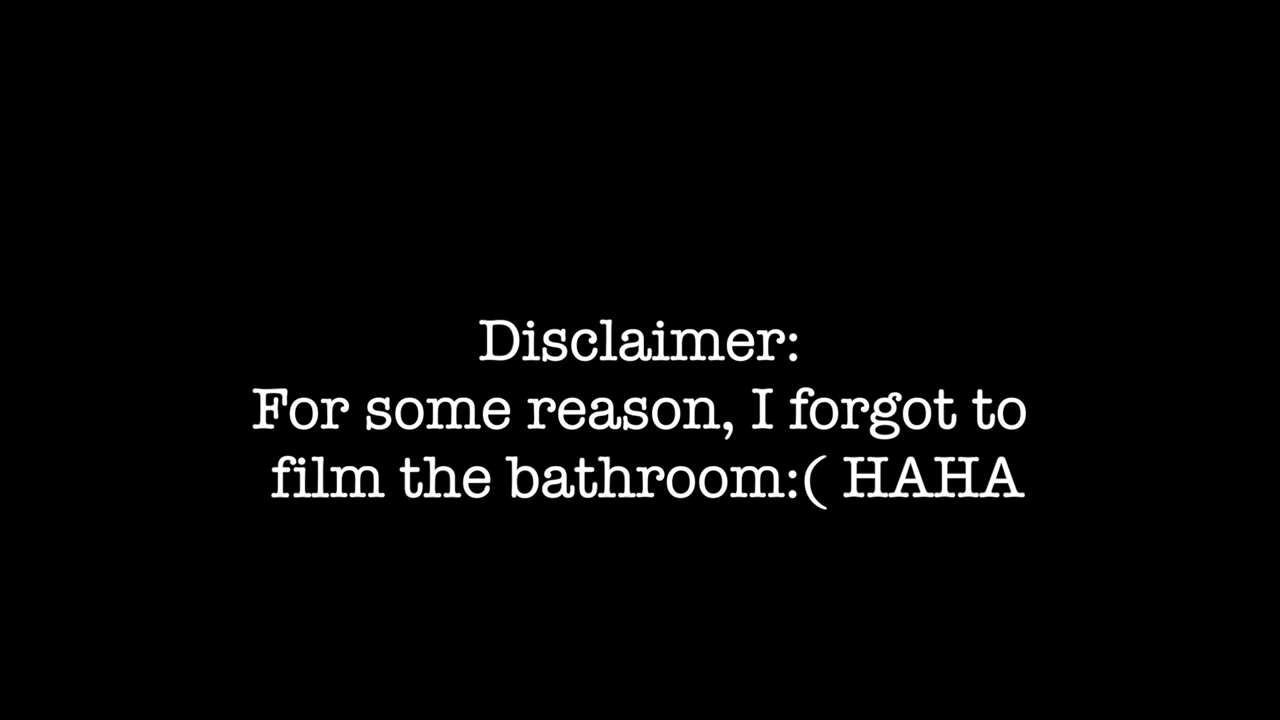 Disclaimer:
For some reason, I forgot to
film the bathroom:( HAHA